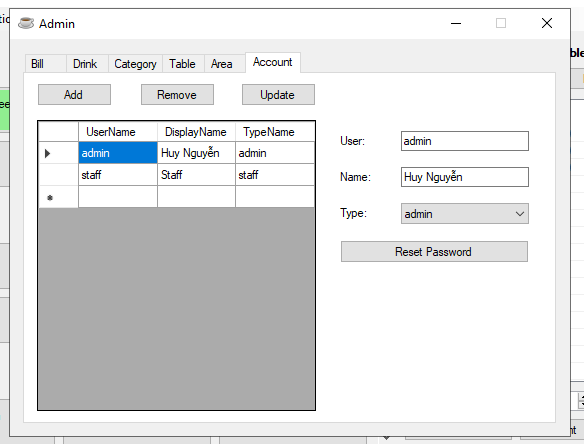 Admin
Bill Drink Category Table Area Account
Add Remove Update
UserName DisplayName TypeName
admin Huy Nguyễn admin
staff Staff staff
User: admin
Name: Huy Nguyễn
Type: admin
Reset Password